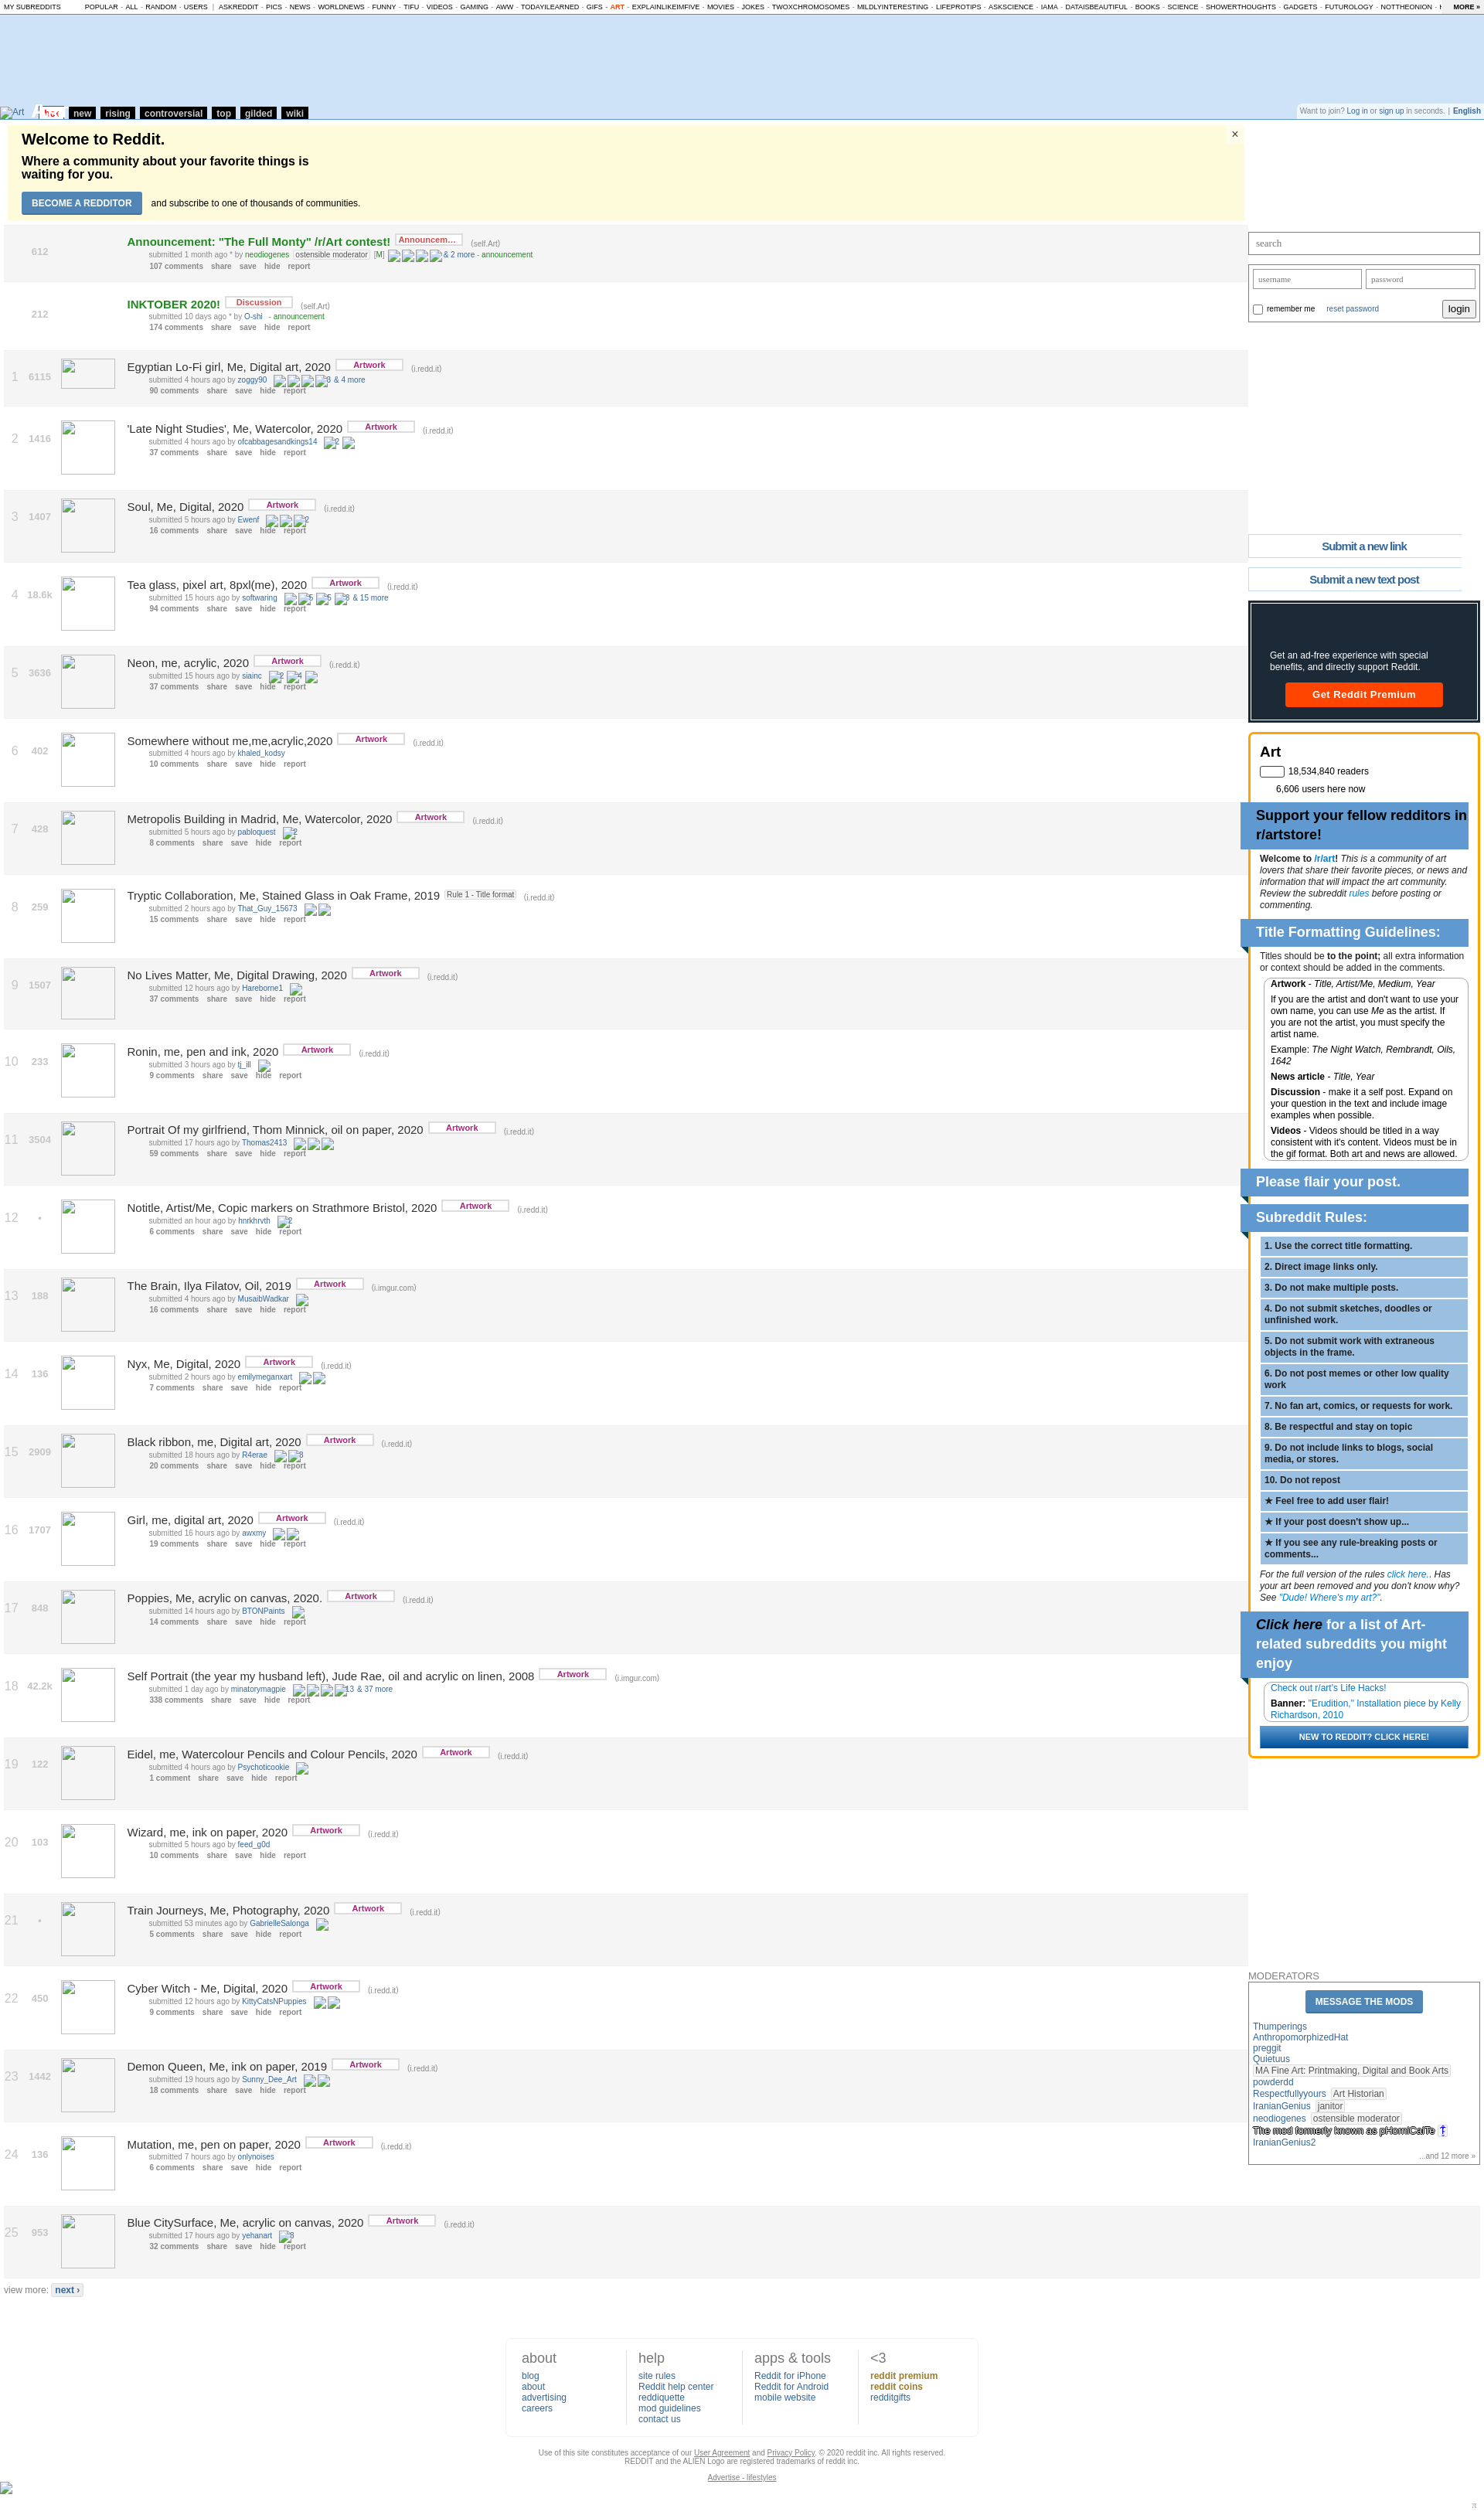 MY SUBREDDITS POPULAR - ALL - RANDOM - USERS | ASKREDDIT - PICS - NEWS - WORLDNEWS - FUNNY - TIFU - VIDEOS - GAMING - AWW - TODAYILEARNED - GIFS - ART - EXPLAINLIKEIMFIVE - MOVIES - JOKES - TWOXCHROMOSOMES - MILDLYINTERESTING - LIFEPROTIPS - ASKSCIENCE - IAMA - DATAISBEAUTIFUL - BOOKS - SCIENCE - SHOWERTHOUGHTS - GADGETS - FUTUROLOGY - NOTTHEONION - MORE »
Art hot new rising controversial top gilded wiki
Want to join? Log in or sign up in seconds. | English
Welcome to Reddit.
×
Where a community about your favorite things is
waiting for you.
BECOME A REDDITOR and subscribe to one of thousands of communities.
612
Announcement: "The Full Monty" /r/Art contest! Announcem… (self.Art)
submitted 1 month ago * by neodiogenes ostensible moderator [M] & 2 more - announcement
107 comments share save hide report
212
INKTOBER 2020! Discussion (self.Art)
submitted 10 days ago * by O-shi - announcement
174 comments share save hide report
1 6115
Egyptian Lo-Fi girl, Me, Digital art, 2020 Artwork (i.redd.it)
submitted 4 hours ago by zoggy90 3 & 4 more
90 comments share save hide report
2 1416
'Late Night Studies', Me, Watercolor, 2020 Artwork (i.redd.it)
submitted 4 hours ago by ofcabbagesandkings14 2
37 comments share save hide report
3 1407
Soul, Me, Digital, 2020 Artwork (i.redd.it)
submitted 5 hours ago by Ewenf 2
16 comments share save hide report
4 18.6k
Tea glass, pixel art, 8pxl(me), 2020 Artwork (i.redd.it)
submitted 15 hours ago by softwaring 5 5 3 & 15 more
94 comments share save hide report
5 3636
Neon, me, acrylic, 2020 Artwork (i.redd.it)
submitted 15 hours ago by siainc 2 4
37 comments share save hide report
6 402
Somewhere without me,me,acrylic,2020 Artwork (i.redd.it)
submitted 4 hours ago by khaled_kodsy
10 comments share save hide report
7 428
Metropolis Building in Madrid, Me, Watercolor, 2020 Artwork (i.redd.it)
submitted 5 hours ago by pabloquest 2
8 comments share save hide report
8 259
Tryptic Collaboration, Me, Stained Glass in Oak Frame, 2019 Rule 1 - Title format (i.redd.it)
submitted 2 hours ago by That_Guy_15673
15 comments share save hide report
9 1507
No Lives Matter, Me, Digital Drawing, 2020 Artwork (i.redd.it)
submitted 12 hours ago by Hareborne1
37 comments share save hide report
10 233
Ronin, me, pen and ink, 2020 Artwork (i.redd.it)
submitted 3 hours ago by tj_ill
9 comments share save hide report
11 3504
Portrait Of my girlfriend, Thom Minnick, oil on paper, 2020 Artwork (i.redd.it)
submitted 17 hours ago by Thomas2413
59 comments share save hide report
12 •
Notitle, Artist/Me, Copic markers on Strathmore Bristol, 2020 Artwork (i.redd.it)
submitted an hour ago by hnrkhrvth 2
6 comments share save hide report
13 188
The Brain, Ilya Filatov, Oil, 2019 Artwork (i.imgur.com)
submitted 4 hours ago by MusaibWadkar
16 comments share save hide report
14 136
Nyx, Me, Digital, 2020 Artwork (i.redd.it)
submitted 2 hours ago by emilymeganxart
7 comments share save hide report
15 2909
Black ribbon, me, Digital art, 2020 Artwork (i.redd.it)
submitted 18 hours ago by R4erae 3
20 comments share save hide report
16 1707
Girl, me, digital art, 2020 Artwork (i.redd.it)
submitted 16 hours ago by awxmy
19 comments share save hide report
17 848
Poppies, Me, acrylic on canvas, 2020. Artwork (i.redd.it)
submitted 14 hours ago by BTONPaints
14 comments share save hide report
18 42.2k
Self Portrait (the year my husband left), Jude Rae, oil and acrylic on linen, 2008 Artwork (i.imgur.com)
submitted 1 day ago by minatorymagpie 13 & 37 more
338 comments share save hide report
19 122
Eidel, me, Watercolour Pencils and Colour Pencils, 2020 Artwork (i.redd.it)
submitted 4 hours ago by Psychoticookie
1 comment share save hide report
20 103
Wizard, me, ink on paper, 2020 Artwork (i.redd.it)
submitted 5 hours ago by feed_g0d
10 comments share save hide report
21 •
Train Journeys, Me, Photography, 2020 Artwork (i.redd.it)
submitted 53 minutes ago by GabrielleSalonga
5 comments share save hide report
22 450
Cyber Witch - Me, Digital, 2020 Artwork (i.redd.it)
submitted 12 hours ago by KittyCatsNPuppies
9 comments share save hide report
23 1442
Demon Queen, Me, ink on paper, 2019 Artwork (i.redd.it)
submitted 19 hours ago by Sunny_Dee_Art
18 comments share save hide report
24 136
Mutation, me, pen on paper, 2020 Artwork (i.redd.it)
submitted 7 hours ago by onlynoises
6 comments share save hide report
25 953
Blue CitySurface, Me, acrylic on canvas, 2020 Artwork (i.redd.it)
submitted 17 hours ago by yehanart 3
32 comments share save hide report
view more: next ›
search
username password
remember me reset password login
Submit a new link
Submit a new text post
Get an ad-free experience with special
benefits, and directly support Reddit.
Get Reddit Premium
Art
18,534,840 readers
6,606 users here now
Support your fellow redditors in
r/artstore!
Welcome to /r/art! This is a community of art
lovers that share their favorite pieces, or news and
information that will impact the art community.
Review the subreddit rules before posting or
commenting.
Title Formatting Guidelines:
Titles should be to the point; all extra information
or context should be added in the comments.
Artwork - Title, Artist/Me, Medium, Year
If you are the artist and don't want to use your
own name, you can use Me as the artist. If
you are not the artist, you must specify the
artist name.
Example: The Night Watch, Rembrandt, Oils,
1642
News article - Title, Year
Discussion - make it a self post. Expand on
your question in the text and include image
examples when possible.
Videos - Videos should be titled in a way
consistent with it's content. Videos must be in
the gif format. Both art and news are allowed.
Please flair your post.
Subreddit Rules:
1. Use the correct title formatting.
2. Direct image links only.
3. Do not make multiple posts.
4. Do not submit sketches, doodles or
unfinished work.
5. Do not submit work with extraneous
objects in the frame.
6. Do not post memes or other low quality
work
7. No fan art, comics, or requests for work.
8. Be respectful and stay on topic
9. Do not include links to blogs, social
media, or stores.
10. Do not repost
★ Feel free to add user flair!
★ If your post doesn't show up...
★ If you see any rule-breaking posts or
comments...
For the full version of the rules click here.. Has
your art been removed and you don't know why?
See "Dude! Where's my art?".
Click here for a list of Art-
related subreddits you might
enjoy
Check out r/art's Life Hacks!
Banner: "Erudition," Installation piece by Kelly
Richardson, 2010
NEW TO REDDIT? CLICK HERE!
MODERATORS
MESSAGE THE MODS
Thumperings
AnthropomorphizedHat
preggit
Quietuus
MA Fine Art: Printmaking, Digital and Book Arts
powderdd
Respectfullyyours Art Historian
IranianGenius janitor
neodiogenes ostensible moderator
The mod formerly known as pHorniCaiTe
IranianGenius2
...and 12 more »
about
blog
about
advertising
careers
help
site rules
Reddit help center
reddiquette
mod guidelines
contact us
apps & tools
Reddit for iPhone
Reddit for Android
mobile website
<3
reddit premium
reddit coins
redditgifts
Use of this site constitutes acceptance of our User Agreement and Privacy Policy. © 2020 reddit inc. All rights reserved.
REDDIT and the ALIEN Logo are registered trademarks of reddit inc.
Advertise - lifestyles
π